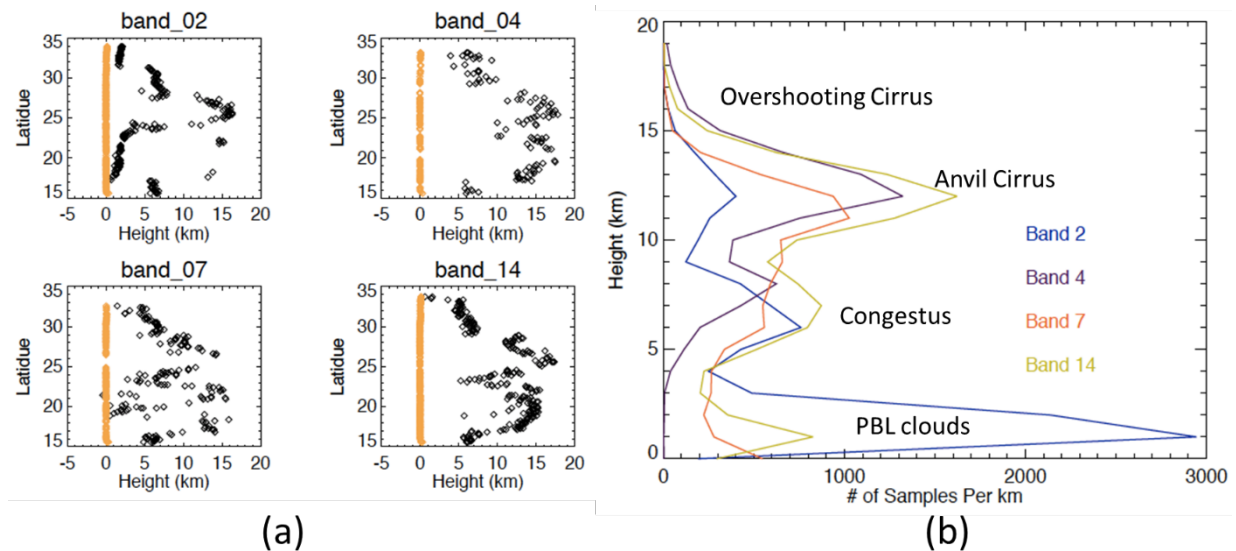 band_02
35
30
25
20
15
Latidue
-5 0 5 10 15 20
Height (km)
band_04
35
30
25
20
15
Latidue
-5 0 5 10 15 20
Height (km)
band_07
35
30
25
20
15
Latidue
-5 0 5 10 15 20
Height (km)
band_14
35
30
25
20
15
Latidue
-5 0 5 10 15 20
Height (km)
(a)
20
15
10
5
0
Height (km)
Overshooting Cirrus
Anvil Cirrus
Band 2
Band 4
Congestus
Band 7
Band 14
PBL clouds
0 1000 2000 3000
# of Samples Per km
(b)